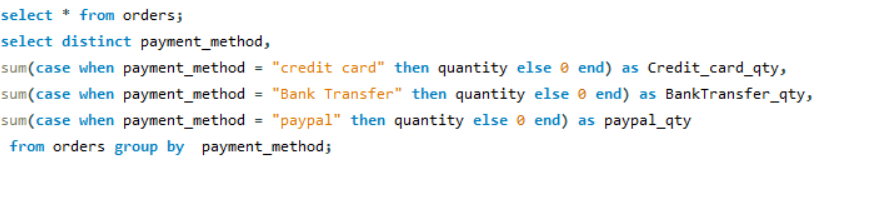 select * from orders;
select distinct payment_method,
sum(case when payment_method = "credit card" then quantity else 0 end) as Credit_card_qty,
sum(case when payment_method = "Bank Transfer" then quantity else 0 end) as BankTransfer_qty,
sum(case when payment_method = "paypal" then quantity else 0 end) as paypal_qty
from orders group by  payment_method;